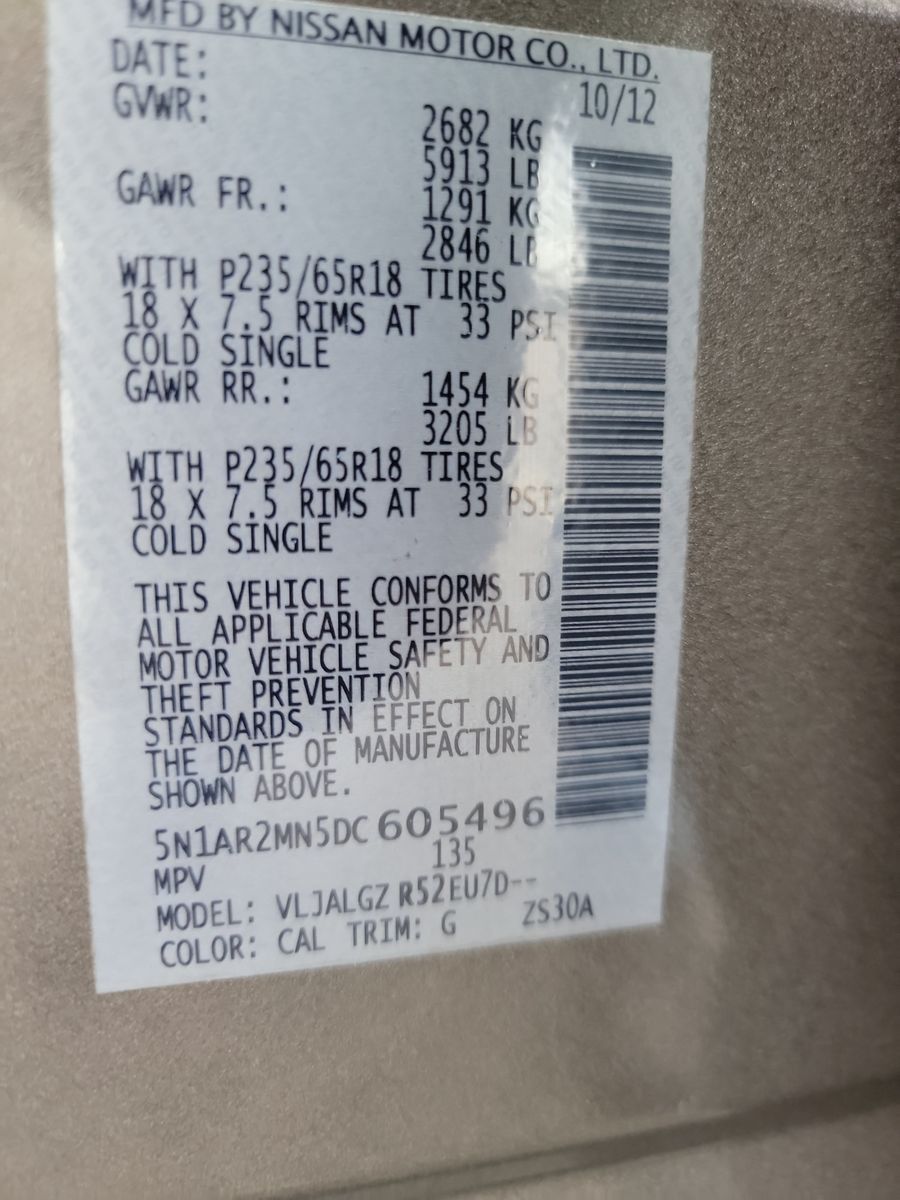 MFD BY NISSAN MOTOR CO., LTD.
DATE: 10/12
GVWR: 2682 KG
5913 LB
GAWR FR.: 1291 KG
2846 LB
WITH P235/65R18 TIRES
18 X 7.5 RIMS AT 33 PSI
COLD SINGLE
GAWR RR.: 1454 KG
3205 LB
WITH P235/65R18 TIRES
18 X 7.5 RIMS AT 33 PSI
COLD SINGLE
THIS VEHICLE CONFORMS TO
ALL APPLICABLE FEDERAL
MOTOR VEHICLE SAFETY AND
THEFT PREVENTION
STANDARDS IN EFFECT ON
THE DATE OF MANUFACTURE
SHOWN ABOVE.
5N1AR2MN5DC 605496
MPV 135
MODEL: VLJALGZ R52EU7D--
COLOR: CAL TRIM: G ZS30A